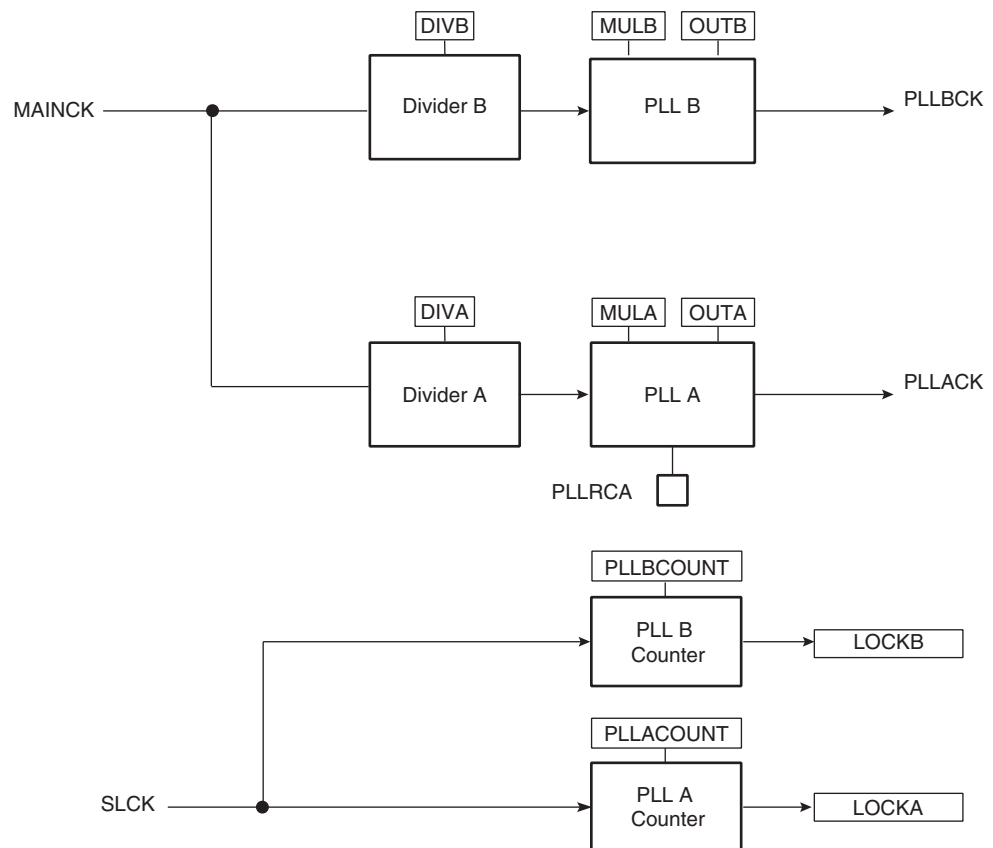 DIVB
MULB
OUTB
MAINCK
Divider B
PLL B
PLLBCK
DIVA
MULA
OUTA
Divider A
PLL A
PLLACK
PLLRCA
PLLBCOUNT
PLL B
Counter
LOCKB
PLLACOUNT
SLCK
PLL A
Counter
LOCKA